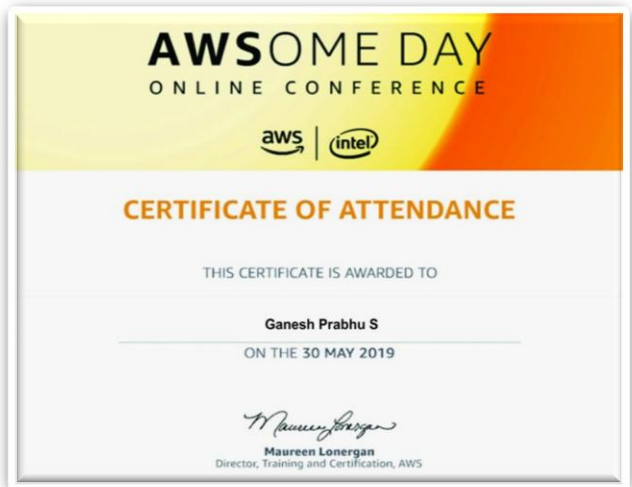 AWSOME DAY
ONLINE CONFERENCE
aws | intel
CERTIFICATE OF ATTENDANCE
THIS CERTIFICATE IS AWARDED TO
Ganesh Prabhu S
ON THE 30 MAY 2019
Maureen Lonergan
Maureen Lonergan
Director, Training and Certification, AWS